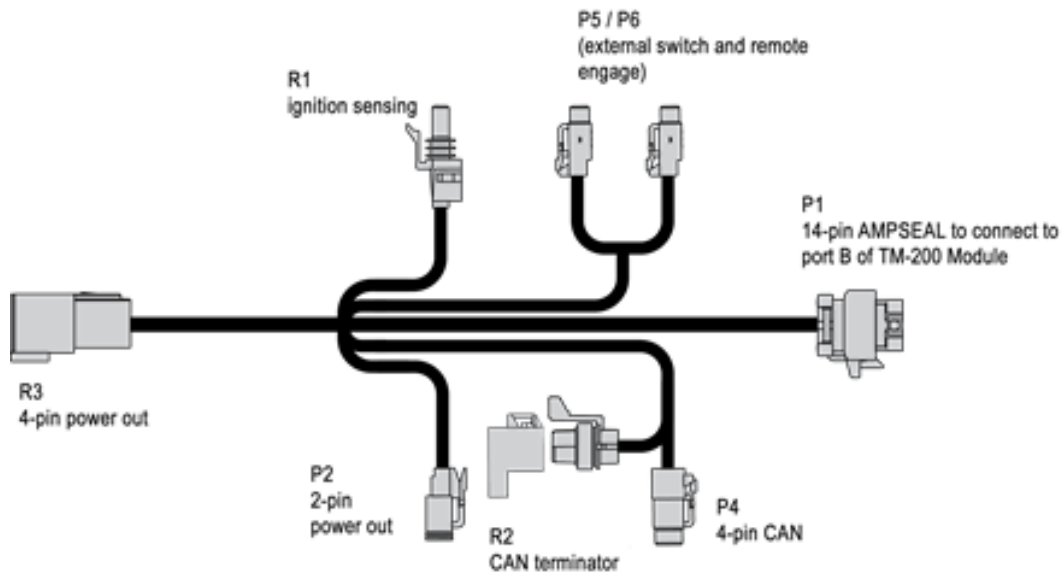 P5 / P6
(external switch and remote
engage)
R1
ignition sensing
P1
14-pin AMPSEAL to connect to
port B of TM-200 Module
R3
4-pin power out
P2
2-pin
power out
R2
CAN terminator
P4
4-pin CAN